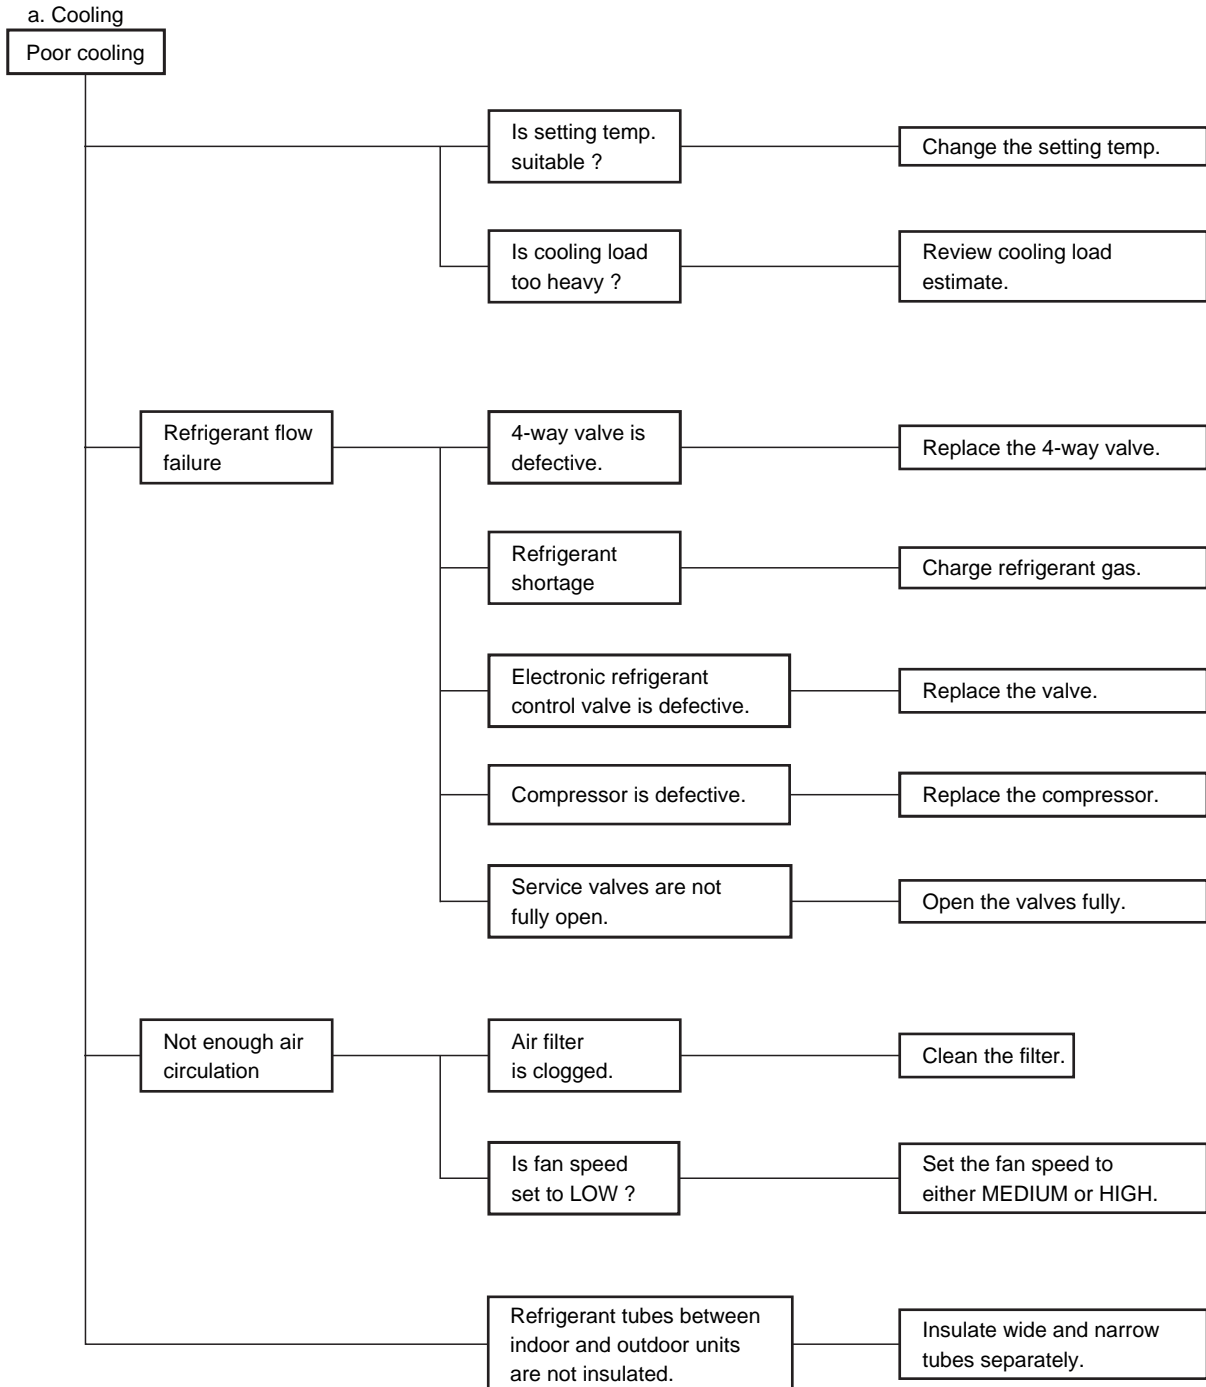 a. Cooling
Poor cooling
Is setting temp.
suitable ?
Change the setting temp.
Is cooling load
too heavy ?
Review cooling load
estimate.
Refrigerant flow
failure
4-way valve is
defective.
Replace the 4-way valve.
Refrigerant
shortage
Charge refrigerant gas.
Electronic refrigerant
control valve is defective.
Replace the valve.
Compressor is defective.
Replace the compressor.
Service valves are not
fully open.
Open the valves fully.
Not enough air
circulation
Air filter
is clogged.
Clean the filter.
Is fan speed
set to LOW ?
Set the fan speed to
either MEDIUM or HIGH.
Refrigerant tubes between
indoor and outdoor units
are not insulated.
Insulate wide and narrow
tubes separately.